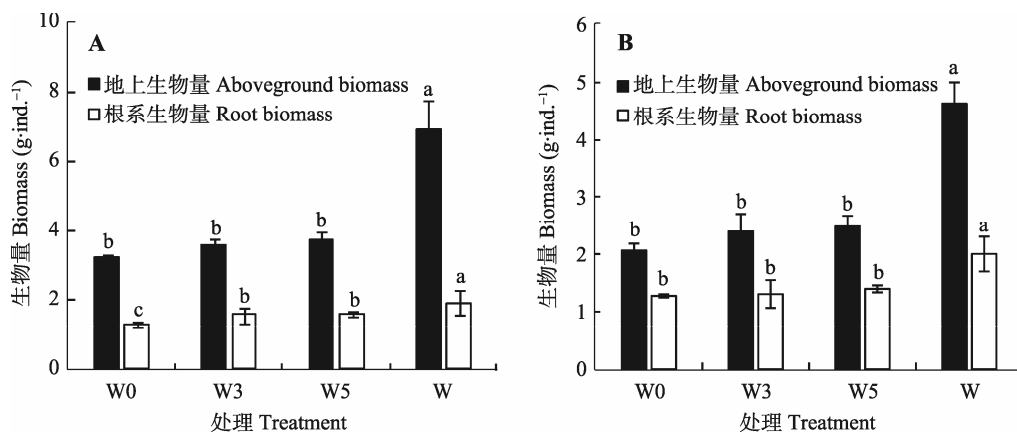 A
地上生物量 Aboveground biomass
根系生物量 Root biomass
生物量 Biomass (g·ind.⁻¹)
10
8
6
4
2
0
b
c
b
b
b
b
a
a
W0
W3
W5
W
处理 Treatment
B
地上生物量 Aboveground biomass
根系生物量 Root biomass
生物量 Biomass (g·ind.⁻¹)
6
5
4
3
2
1
0
b
b
b
b
b
b
a
a
W0
W3
W5
W
处理 Treatment